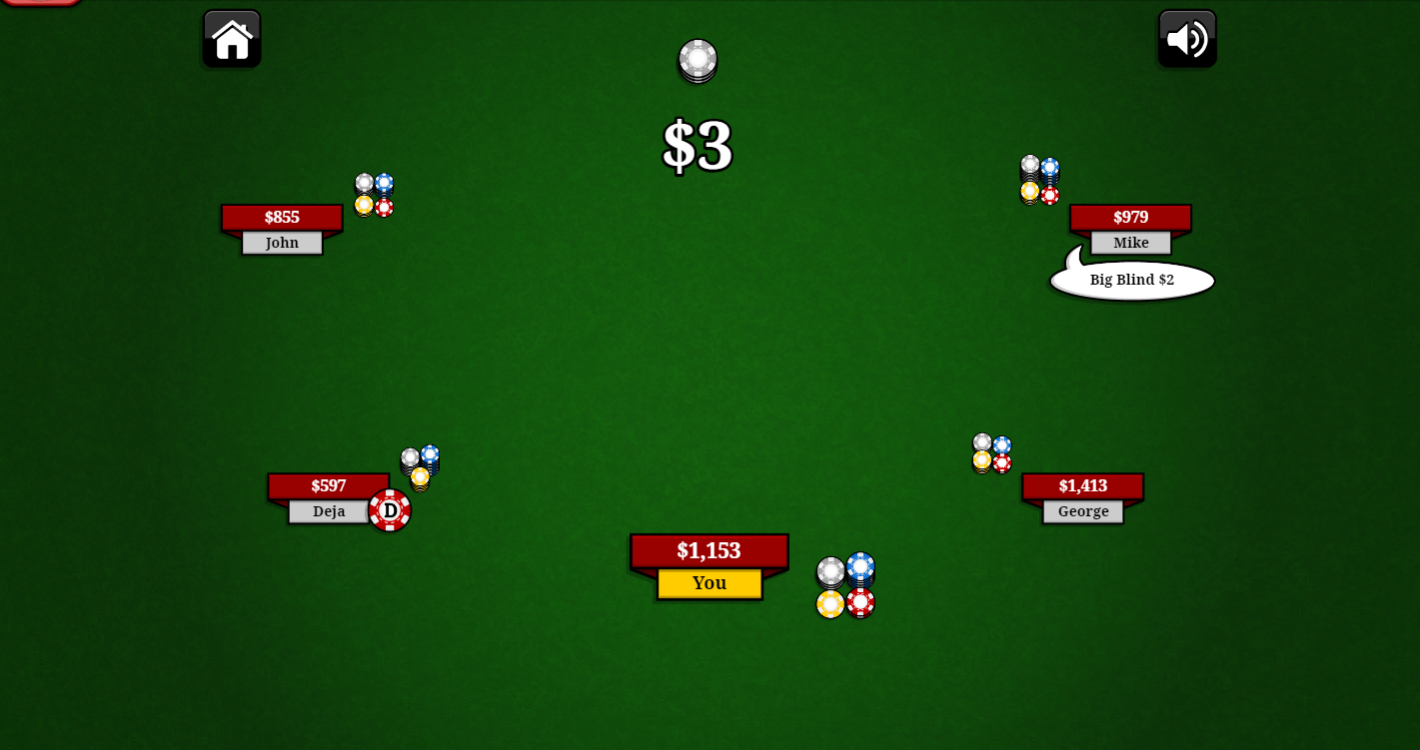 $3
$855
John
$979
Mike
Big Blind $2
$597
Deja
D
$1,413
George
$1,153
You